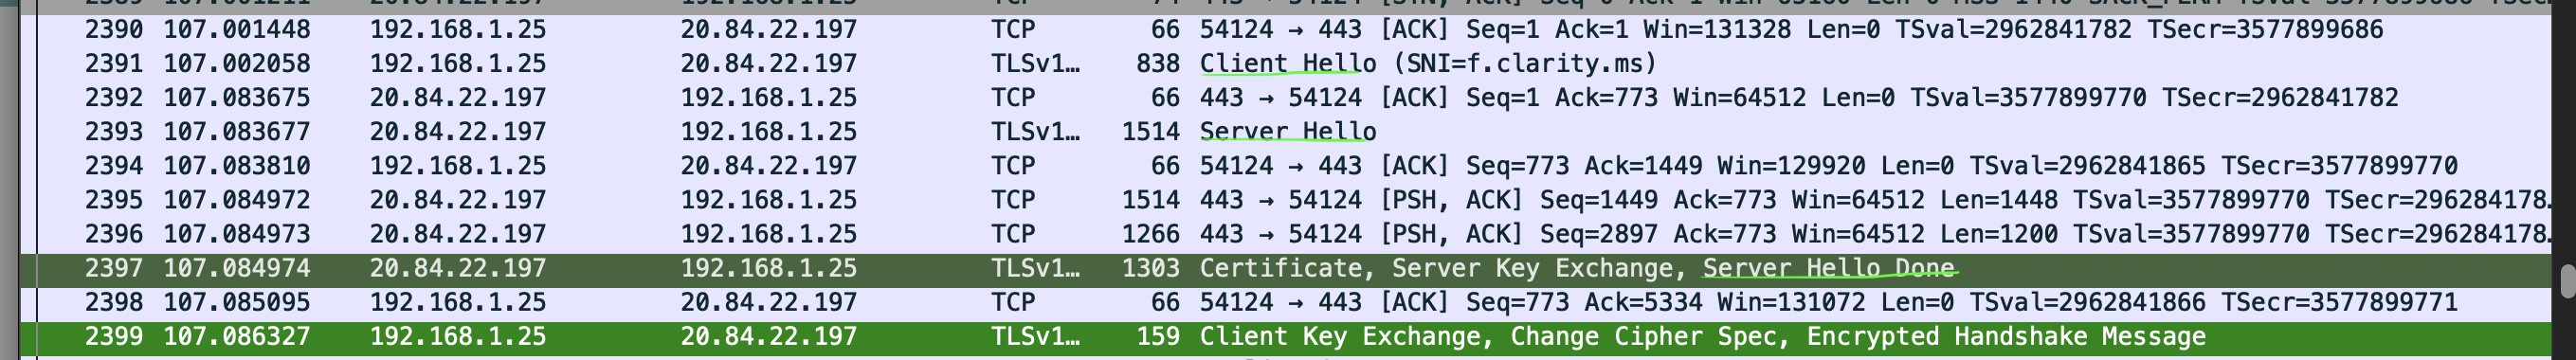 2390 107.001448 192.168.1.25 20.84.22.197 TCP 66 54124 → 443 [ACK] Seq=1 Ack=1 Win=131328 Len=0 TSval=2962841782 TSecr=3577899686
2391 107.002058 192.168.1.25 20.84.22.197 TLSv1… 838 Client Hello (SNI=f.clarity.ms)
2392 107.083675 20.84.22.197 192.168.1.25 TCP 66 443 → 54124 [ACK] Seq=1 Ack=773 Win=64512 Len=0 TSval=3577899770 TSecr=2962841782
2393 107.083677 20.84.22.197 192.168.1.25 TLSv1… 1514 Server Hello
2394 107.083810 192.168.1.25 20.84.22.197 TCP 66 54124 → 443 [ACK] Seq=773 Ack=1449 Win=129920 Len=0 TSval=2962841865 TSecr=3577899770
2395 107.084972 20.84.22.197 192.168.1.25 TCP 1514 443 → 54124 [PSH, ACK] Seq=1449 Ack=773 Win=64512 Len=1448 TSval=3577899770 TSecr=296284178…
2396 107.084973 20.84.22.197 192.168.1.25 TCP 1266 443 → 54124 [PSH, ACK] Seq=2897 Ack=773 Win=64512 Len=1200 TSval=3577899770 TSecr=296284178…
2397 107.084974 20.84.22.197 192.168.1.25 TLSv1… 1303 Certificate, Server Key Exchange, Server Hello Done
2398 107.085095 192.168.1.25 20.84.22.197 TCP 66 54124 → 443 [ACK] Seq=773 Ack=5334 Win=131072 Len=0 TSval=2962841866 TSecr=3577899771
2399 107.086327 192.168.1.25 20.84.22.197 TLSv1… 159 Client Key Exchange, Change Cipher Spec, Encrypted Handshake Message